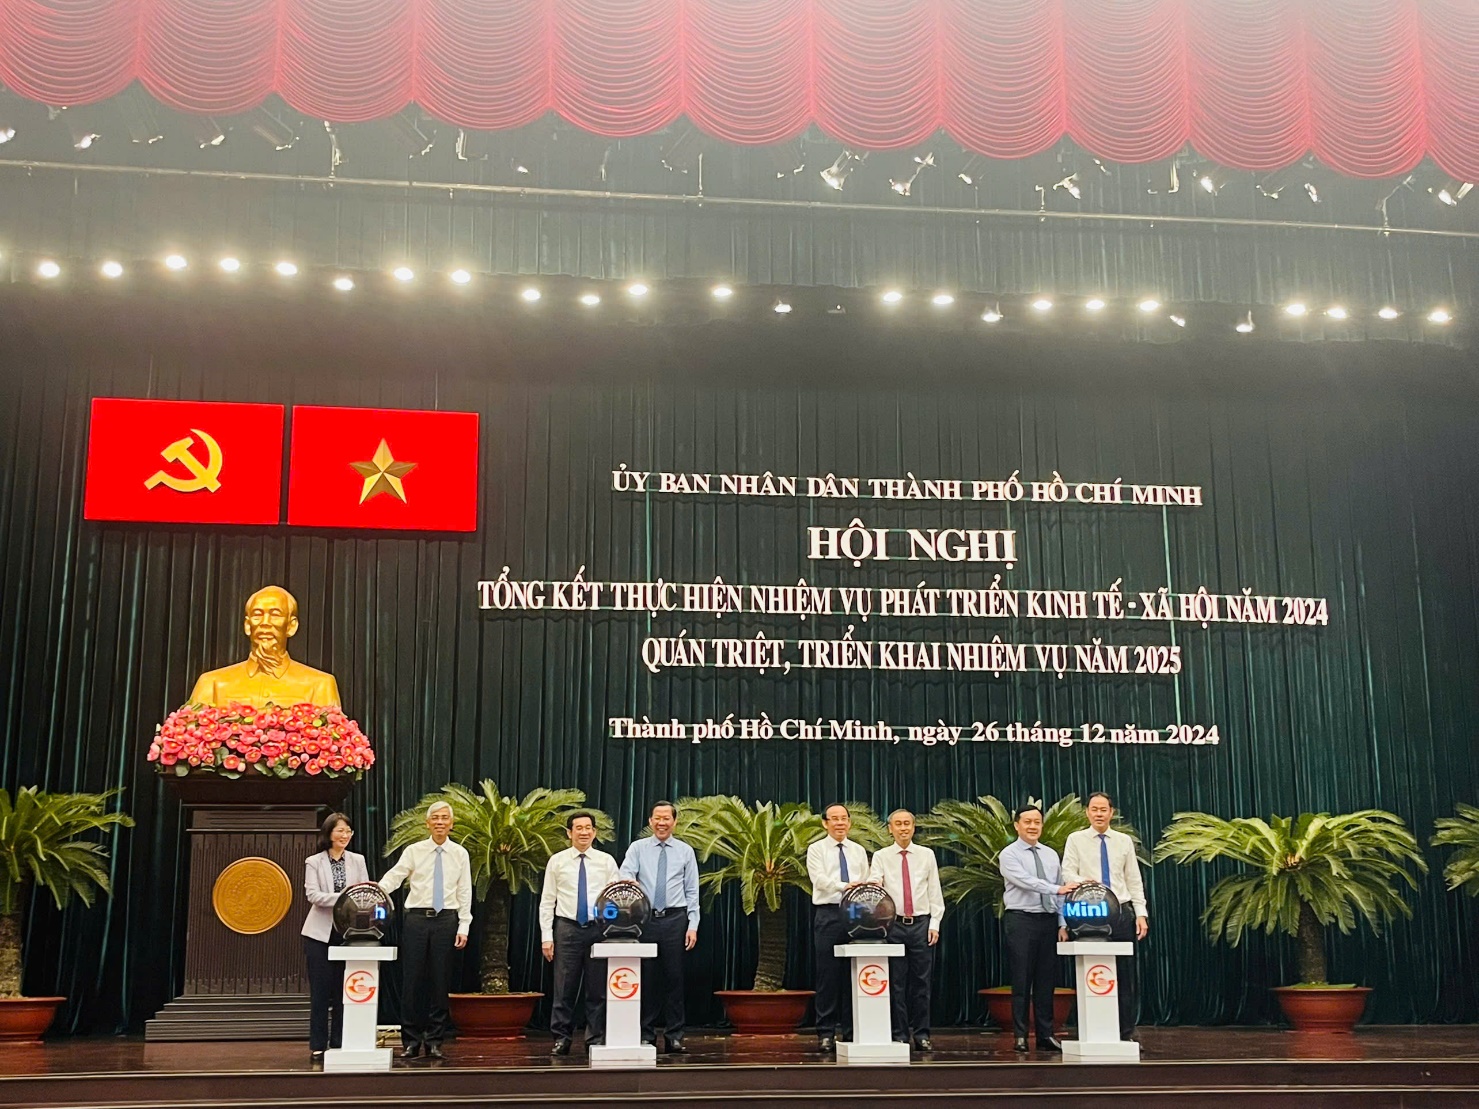 ỦY BAN NHÂN DÂN THÀNH PHỐ HỒ CHÍ MINH
HỘI NGHỊ
TỔNG KẾT THỰC HIỆN NHIỆM VỤ PHÁT TRIỂN KINH TẾ - XÃ HỘI NĂM 2024
QUÁN TRIỆT, TRIỂN KHAI NHIỆM VỤ NĂM 2025
Thành phố Hồ Chí Minh, ngày 26 tháng 12 năm 2024